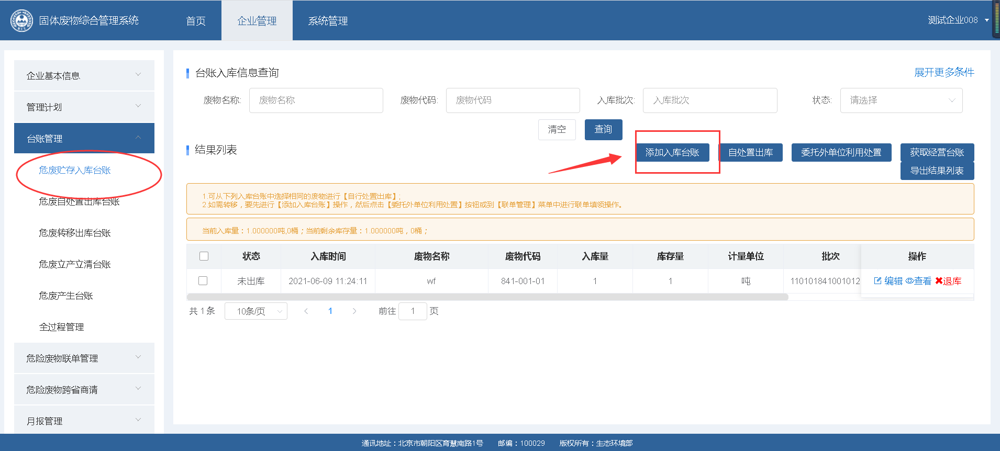 固体废物综合管理系统 首页 企业管理 系统管理 测试企业008
企业基本信息
管理计划
台账管理
危废贮存入库台账
危废自处置出库台账
危废转移出库台账
危废立产立清台账
危废产生台账
全过程管理
危险废物联单管理
危险废物跨省商请
月报管理
台账入库信息查询 展开更多条件
废物名称: 废物名称 废物代码: 废物代码 入库批次: 入库批次 状态: 请选择
清空 查询
结果列表 添加入库台账 自处置出库 委托外单位利用处置 获取经营台账
导出结果列表
1.可从下列入库台账中选择相同的废物进行【自行处置出库】;
2.如需转移，要先进行【添加入库台账】操作，然后点击【委托外单位利用处置】按钮或到【联单管理】菜单中进行联单填领操作。
当前入库量：1.000000吨,0桶；当前剩余库存量：1.000000吨，0桶；
状态 入库时间 废物名称 废物代码 入库量 库存量 计量单位 批次 操作
未出库 2021-06-09 11:24:11 wf 841-001-01 1 1 吨 110101841001012 编辑 查看 退库
共 1 条 10条/页 1 前往 1 页
通讯地址：北京市朝阳区育慧南路1号 邮编：100029 版权所有：生态环境部